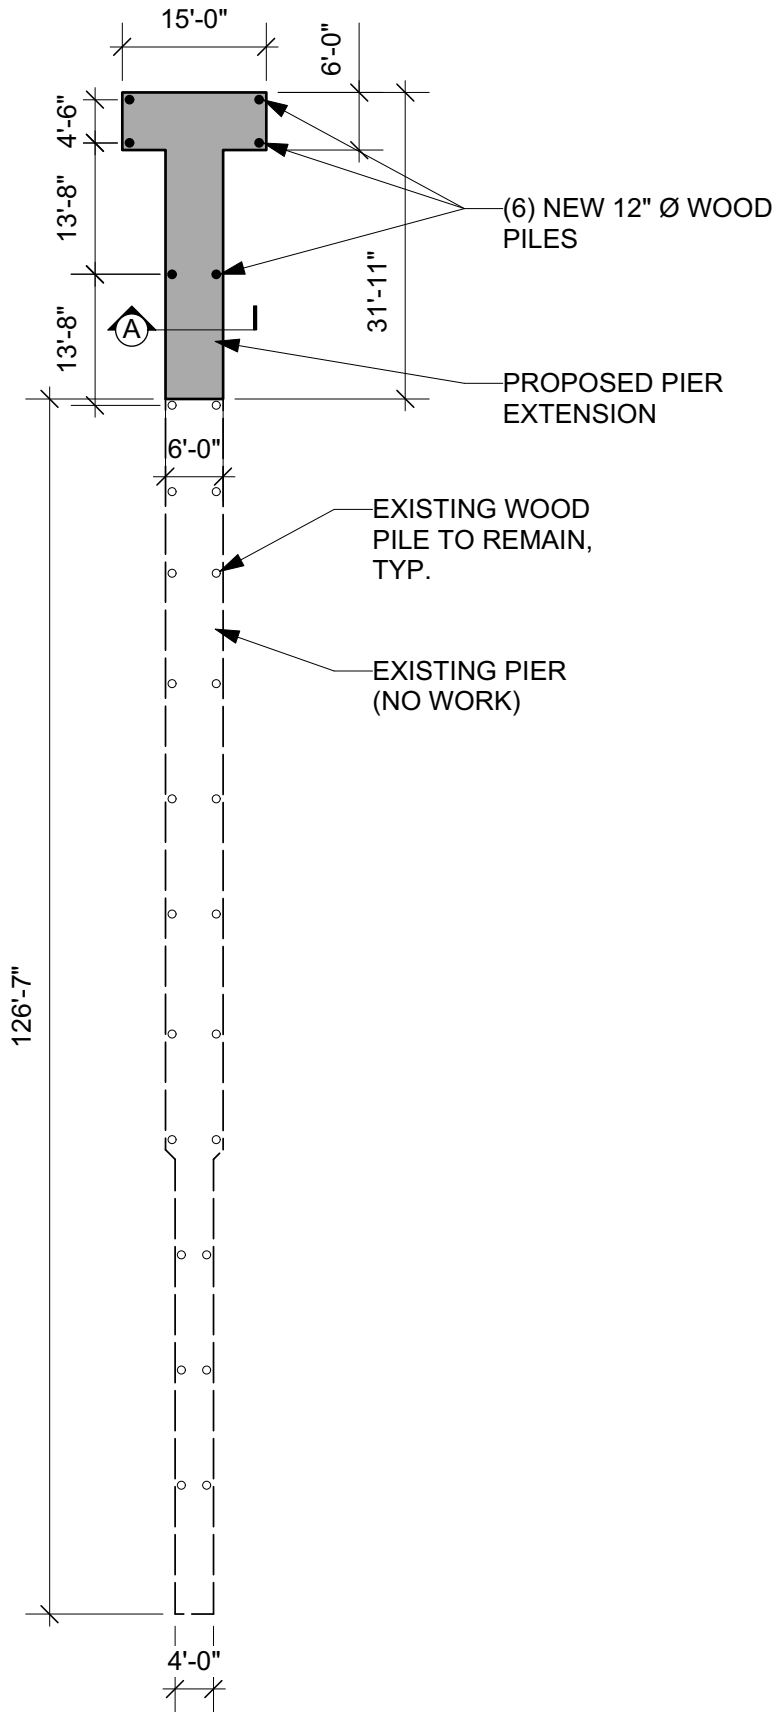 15'-0"
6'-0"
4'-6"
13'-8"
(6) NEW 12" Ø WOOD
PILES
31'-11"
13'-8"
A
PROPOSED PIER
EXTENSION
6'-0"
EXISTING WOOD
PILE TO REMAIN,
TYP.
EXISTING PIER
(NO WORK)
126'-7"
4'-0"